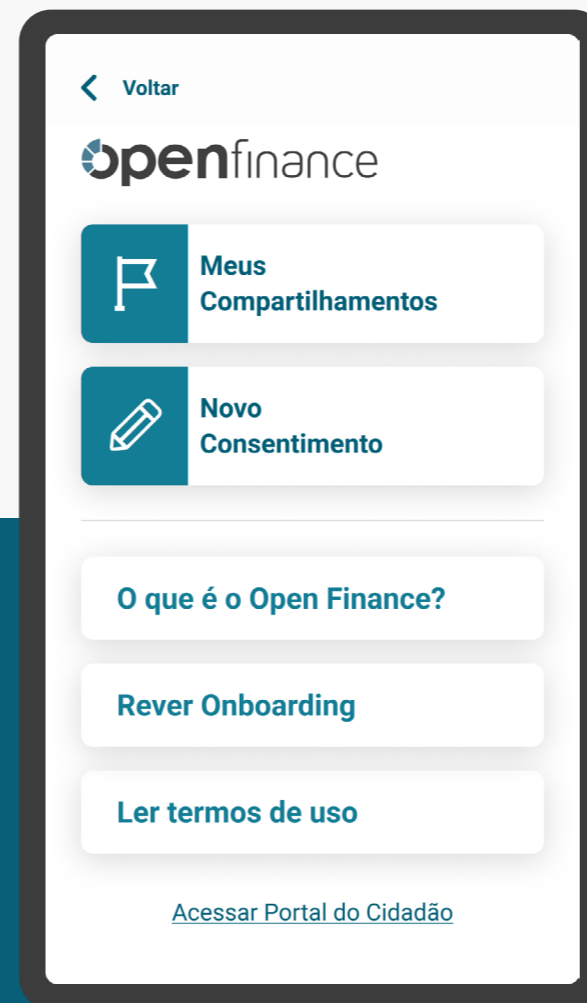 Voltar
openfinance
Meus
Compartilhamentos
Novo
Consentimento
O que é o Open Finance?
Rever Onboarding
Ler termos de uso
Acessar Portal do Cidadão